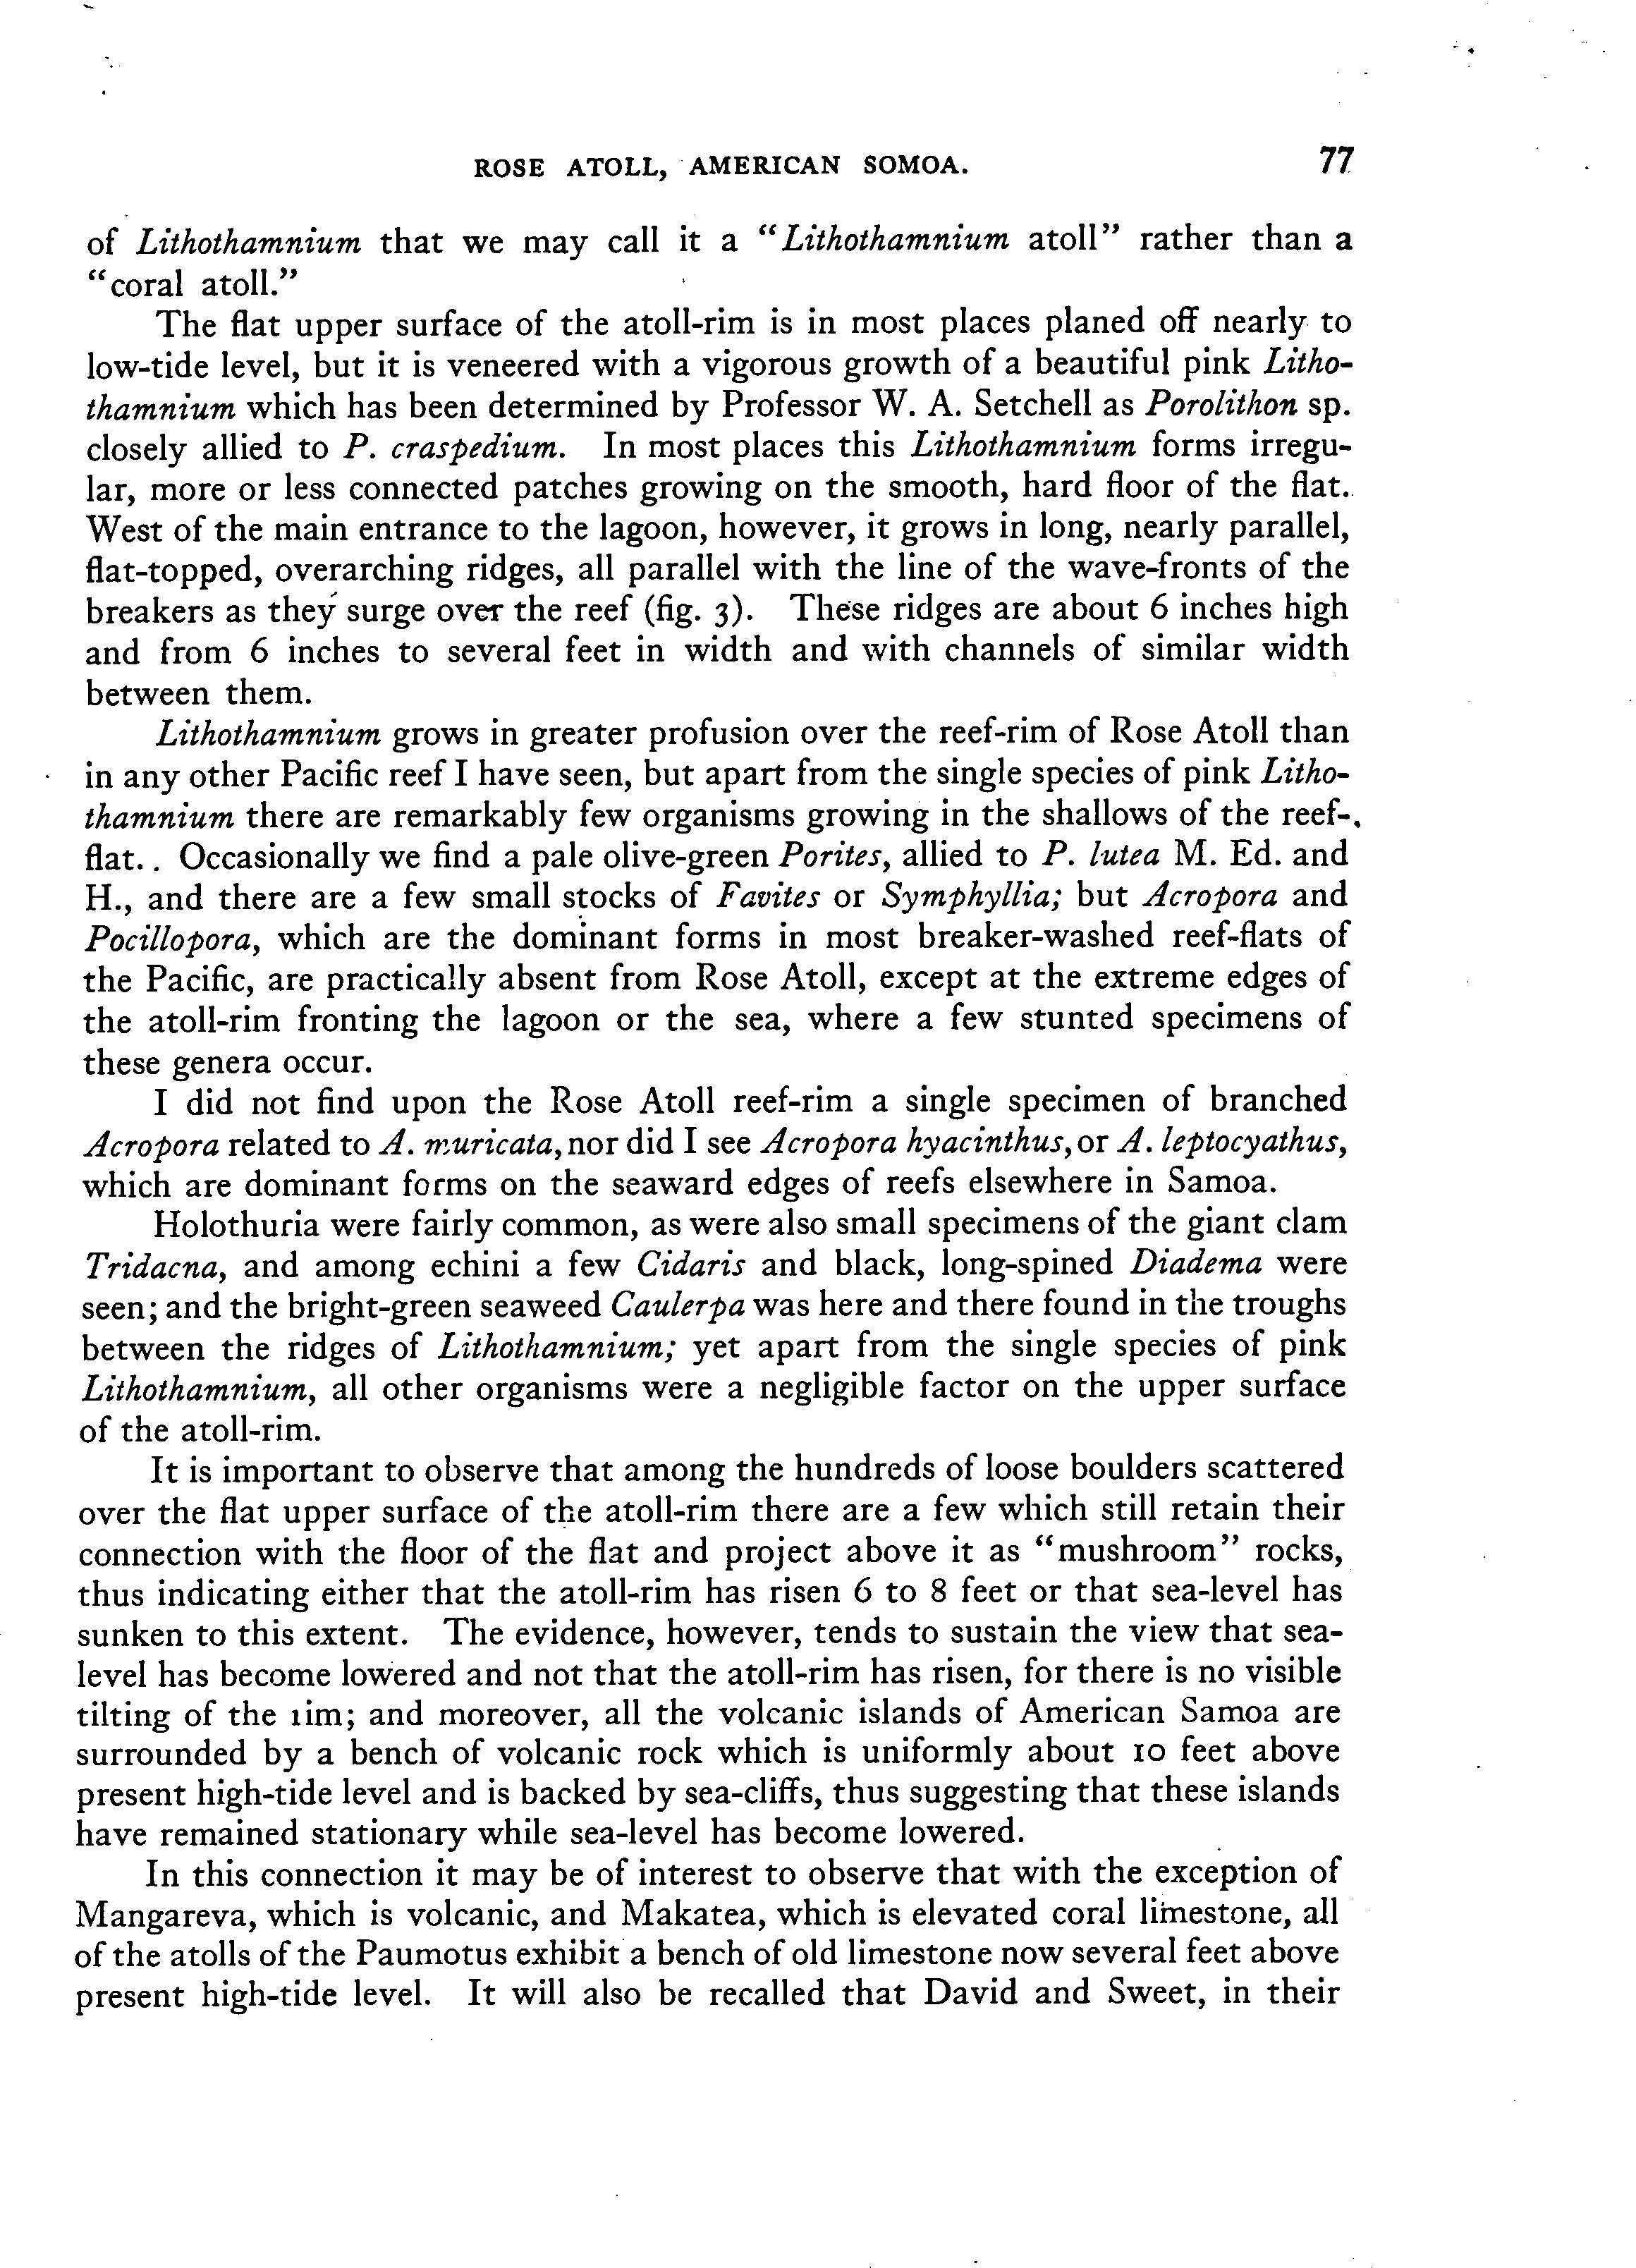 ROSE ATOLL, AMERICAN SOMOA. 77
of Lithothamnium that we may call it a “Lithothamnium atoll” rather than a
“coral atoll.”
The flat upper surface of the atoll-rim is in most places planed off nearly to
low-tide level, but it is veneered with a vigorous growth of a beautiful pink Litho-
thamnium which has been determined by Professor W. A. Setchell as Porolithon sp.
closely allied to P. craspedium. In most places this Lithothamnium forms irregu-
lar, more or less connected patches growing on the smooth, hard floor of the flat.
West of the main entrance to the lagoon, however, it grows in long, nearly parallel,
flat-topped, overarching ridges, all parallel with the line of the wave-fronts of the
breakers as they surge over the reef (fig. 3). These ridges are about 6 inches high
and from 6 inches to several feet in width and with channels of similar width
between them.
Lithothamnium grows in greater profusion over the reef-rim of Rose Atoll than
in any other Pacific reef I have seen, but apart from the single species of pink Litho-
thamnium there are remarkably few organisms growing in the shallows of the reef-
flat. Occasionally we find a pale olive-green Porites, allied to P. lutea M. Ed. and
H., and there are a few small stocks of Favites or Symphyllia; but Acropora and
Pocillopora, which are the dominant forms in most breaker-washed reef-flats of
the Pacific, are practically absent from Rose Atoll, except at the extreme edges of
the atoll-rim fronting the lagoon or the sea, where a few stunted specimens of
these genera occur.
I did not find upon the Rose Atoll reef-rim a single specimen of branched
Acropora related to A. muricata, nor did I see Acropora hyacinthus, or A. leptocyathus,
which are dominant forms on the seaward edges of reefs elsewhere in Samoa.
Holothuria were fairly common, as were also small specimens of the giant clam
Tridacna, and among echini a few Cidaris and black, long-spined Diadema were
seen; and the bright-green seaweed Caulerpa was here and there found in the troughs
between the ridges of Lithothamnium; yet apart from the single species of pink
Lithothamnium, all other organisms were a negligible factor on the upper surface
of the atoll-rim.
It is important to observe that among the hundreds of loose boulders scattered
over the flat upper surface of the atoll-rim there are a few which still retain their
connection with the floor of the flat and project above it as “mushroom” rocks,
thus indicating either that the atoll-rim has risen 6 to 8 feet or that sea-level has
sunken to this extent. The evidence, however, tends to sustain the view that sea-
level has become lowered and not that the atoll-rim has risen, for there is no visible
tilting of the rim; and moreover, all the volcanic islands of American Samoa are
surrounded by a bench of volcanic rock which is uniformly about 10 feet above
present high-tide level and is backed by sea-cliffs, thus suggesting that these islands
have remained stationary while sea-level has become lowered.
In this connection it may be of interest to observe that with the exception of
Mangareva, which is volcanic, and Makatea, which is elevated coral limestone, all
of the atolls of the Paumotus exhibit a bench of old limestone now several feet above
present high-tide level. It will also be recalled that David and Sweet, in their